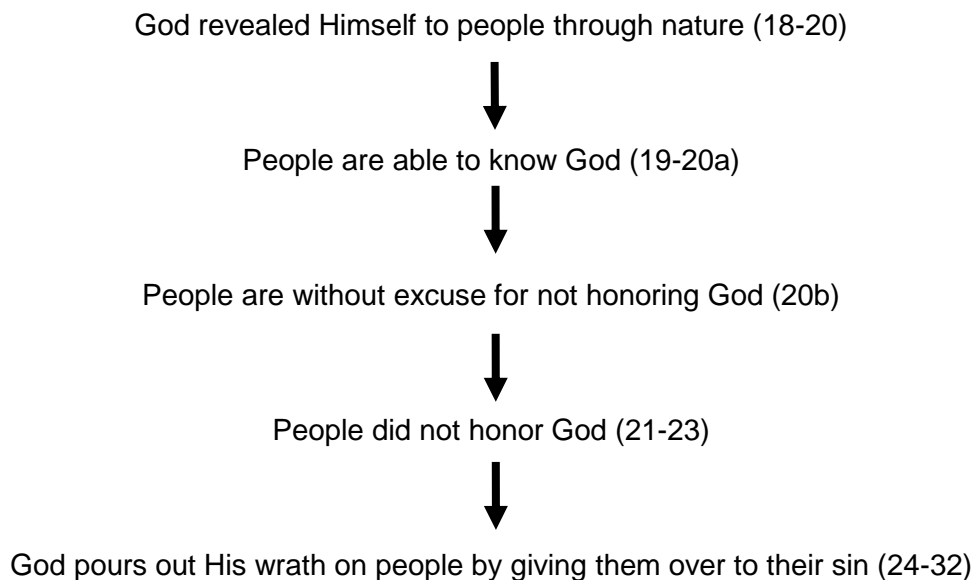 God revealed Himself to people through nature (18-20)
People are able to know God (19-20a)
People are without excuse for not honoring God (20b)
People did not honor God (21-23)
God pours out His wrath on people by giving them over to their sin (24-32)